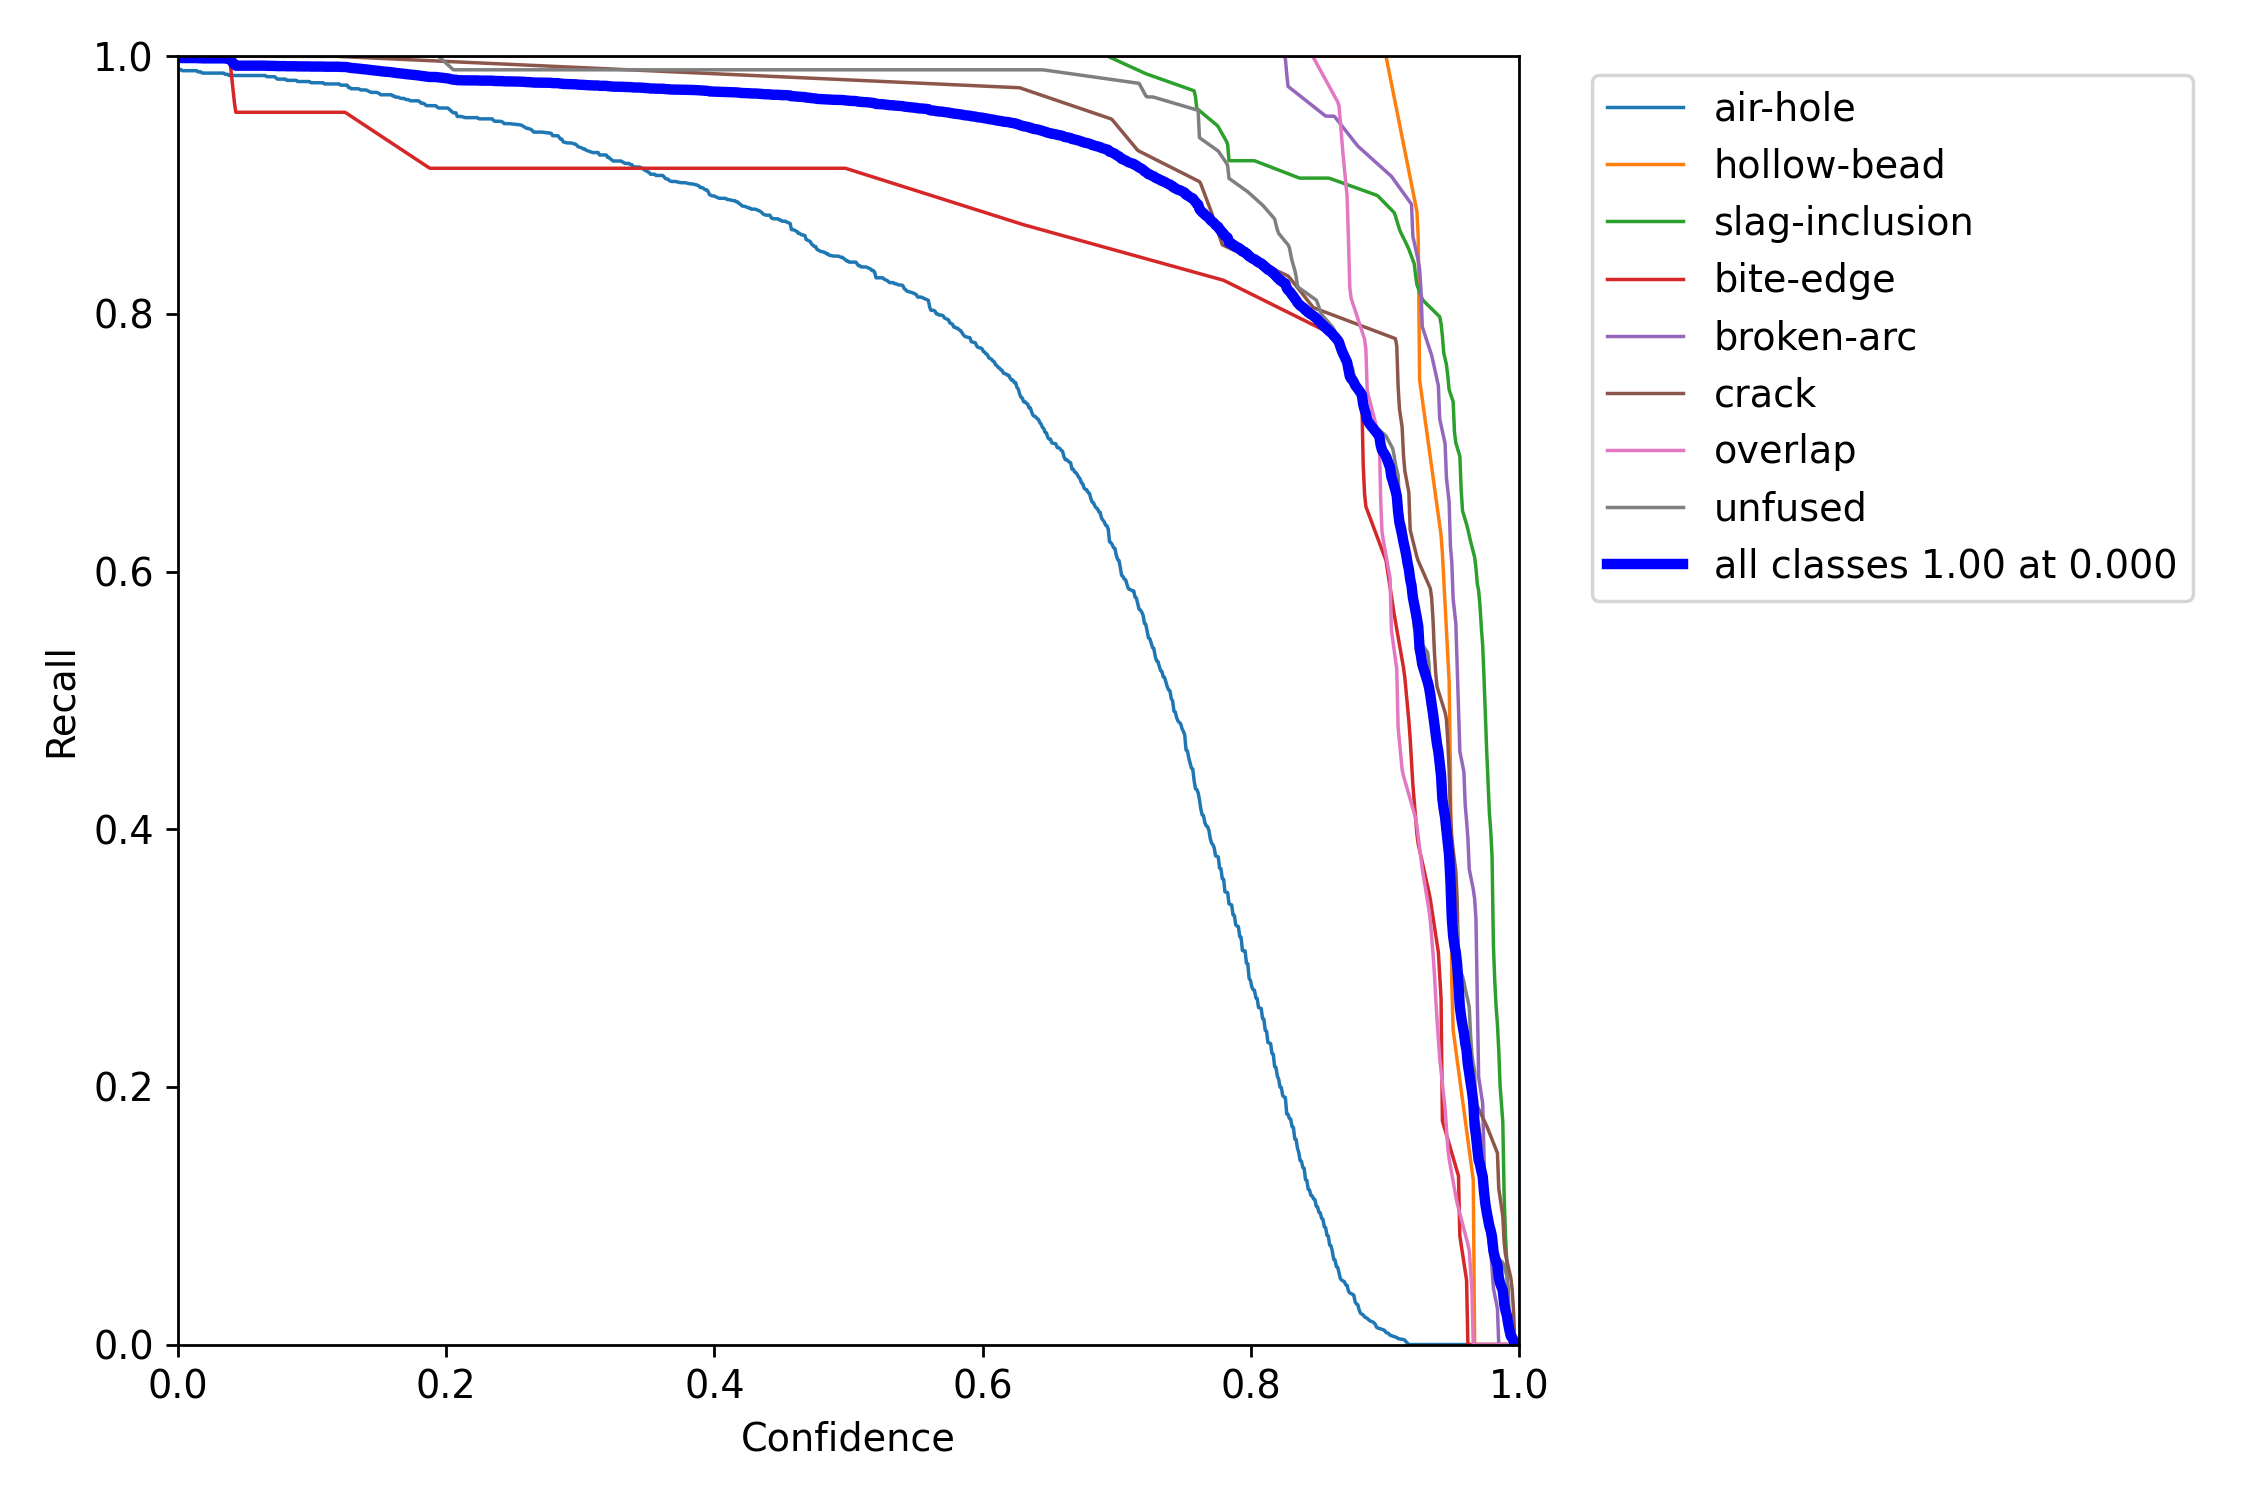 1.0
0.8
0.6
0.4
0.2
0.0
Recall
0.0 0.2 0.4 0.6 0.8 1.0
Confidence
air-hole
hollow-bead
slag-inclusion
bite-edge
broken-arc
crack
overlap
unfused
all classes 1.00 at 0.000